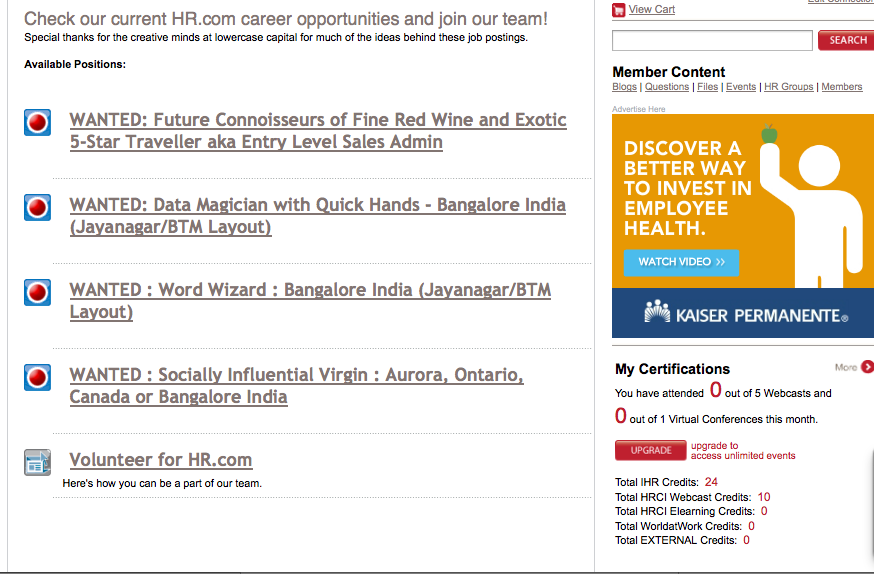 Check our current HR.com career opportunities and join our team!
Special thanks for the creative minds at lowercase capital for much of the ideas behind these job postings.
Available Positions:
WANTED: Future Connoisseurs of Fine Red Wine and Exotic
5-Star Traveller aka Entry Level Sales Admin
WANTED: Data Magician with Quick Hands - Bangalore India
(Jayanagar/BTM Layout)
WANTED : Word Wizard : Bangalore India (Jayanagar/BTM
Layout)
WANTED : Socially Influential Virgin : Aurora, Ontario,
Canada or Bangalore India
Volunteer for HR.com
Here's how you can be a part of our team.
View Cart
SEARCH
Member Content
Blogs | Questions | Files | Events | HR Groups | Members
Advertise Here
DISCOVER A
BETTER WAY
TO INVEST IN
EMPLOYEE
HEALTH.
WATCH VIDEO >>
KAISER PERMANENTE®
My Certifications
More
You have attended 0 out of 5 Webcasts and
0 out of 1 Virtual Conferences this month.
UPGRADE
upgrade to
access unlimited events
Total IHR Credits: 24
Total HRCI Webcast Credits: 10
Total HRCI Elearning Credits: 0
Total WorldatWork Credits: 0
Total EXTERNAL Credits: 0